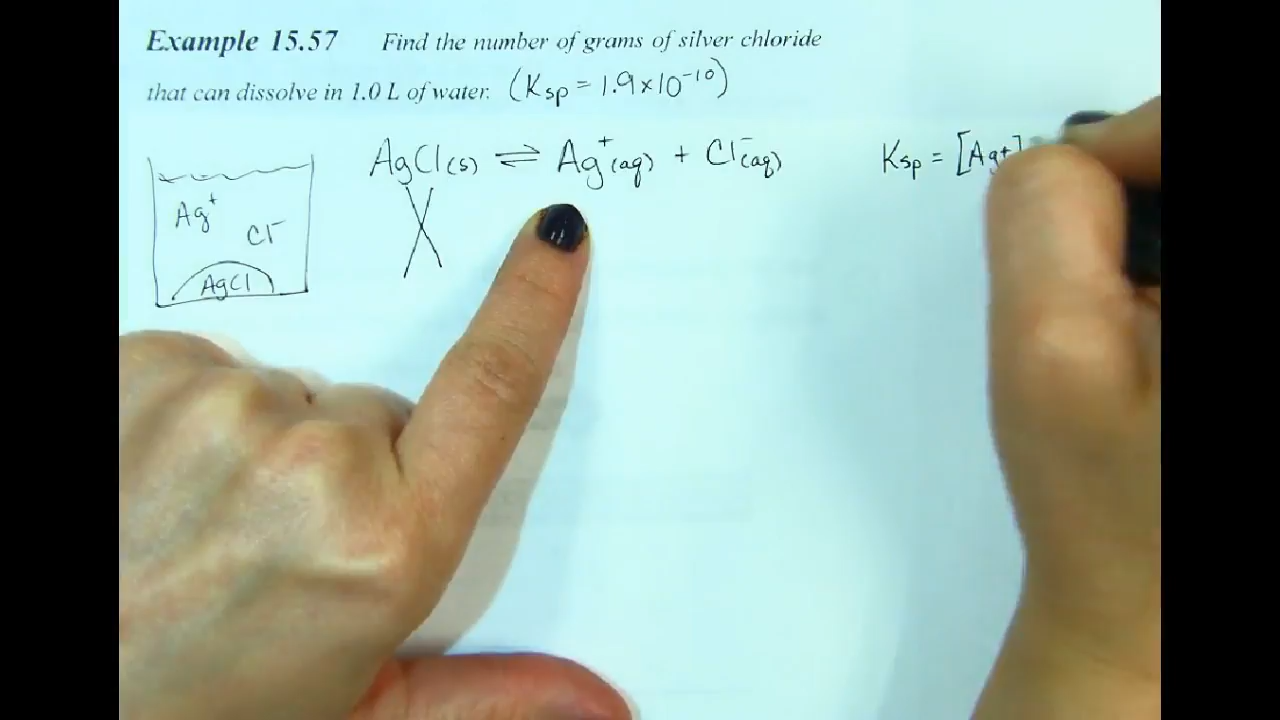 Example 15.57 Find the number of grams of silver chloride
that can dissolve in 1.0 L of water. (Ksp = 1.9×10⁻¹⁰)
AgCl(s) ⇌ Ag⁺(aq) + Cl⁻(aq) Ksp = [Ag+]
Ag⁺
Cl⁻
AgCl